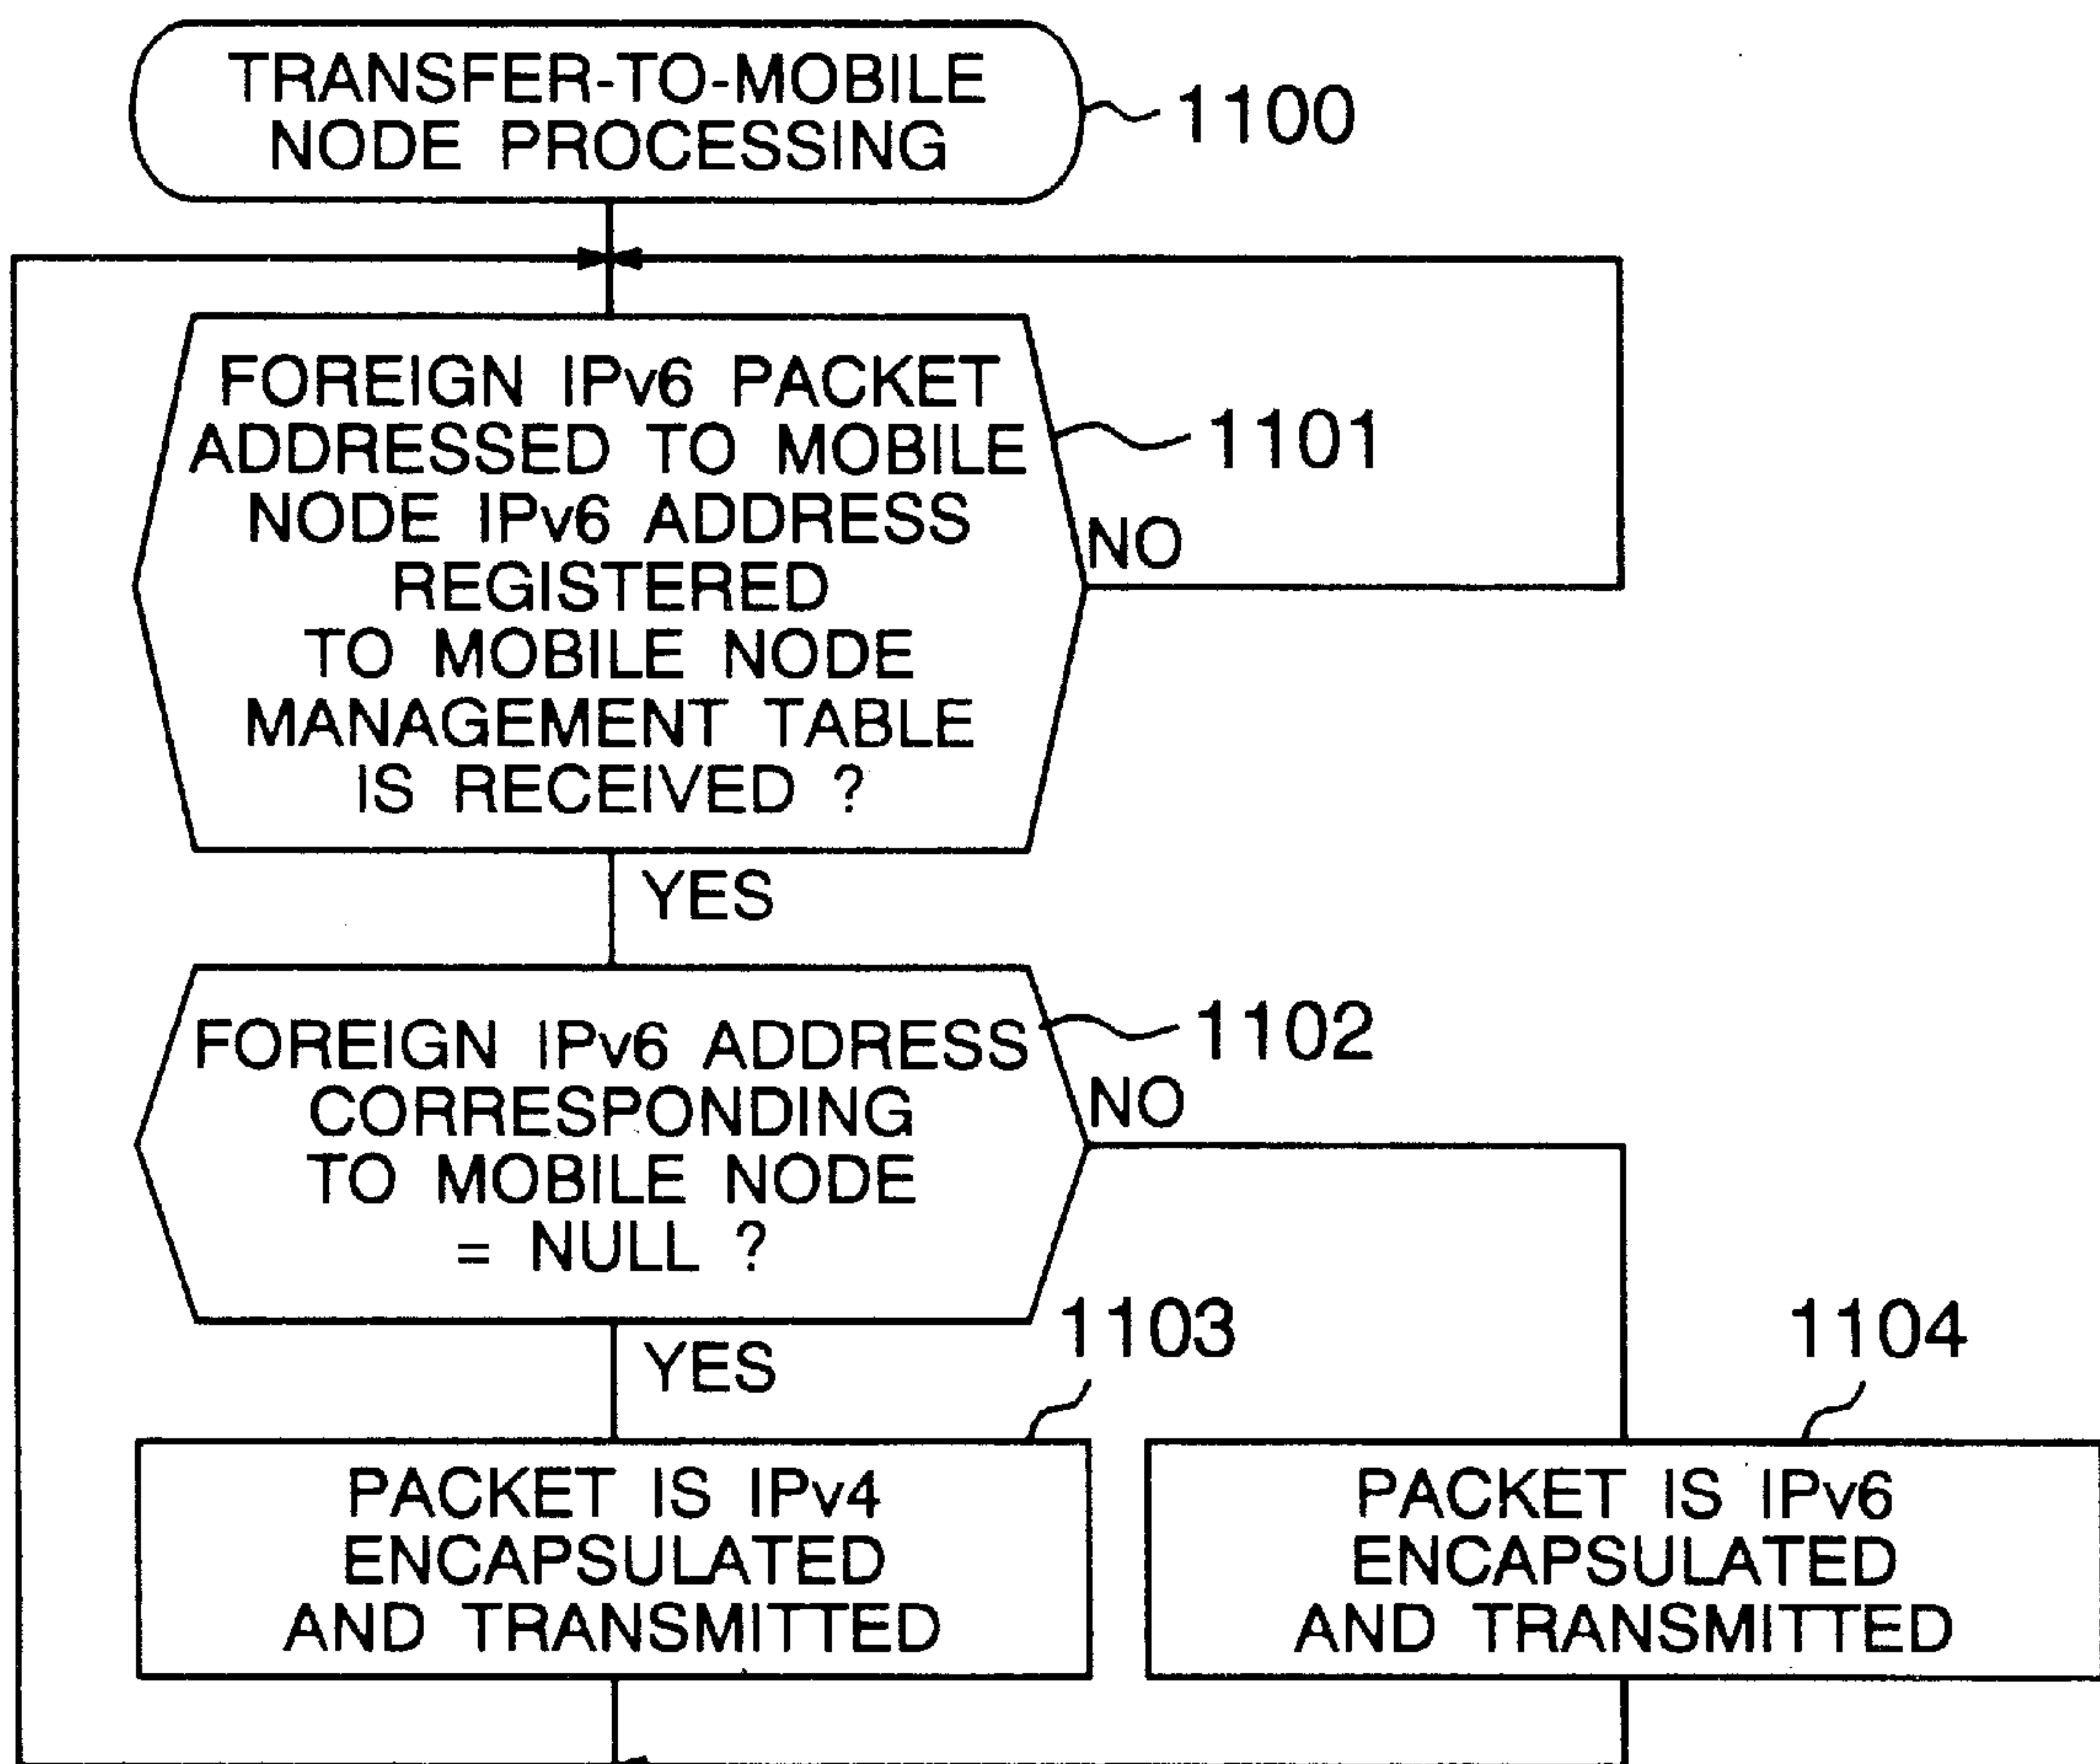 TRANSFER-TO-MOBILE
NODE PROCESSING
1100
FOREIGN IPv6 PACKET
ADDRESSED TO MOBILE
NODE IPv6 ADDRESS
REGISTERED
TO MOBILE NODE
MANAGEMENT TABLE
IS RECEIVED ?
1101
NO
YES
FOREIGN IPv6 ADDRESS
CORRESPONDING
TO MOBILE NODE
= NULL ?
1102
NO
YES
1103
PACKET IS IPv4
ENCAPSULATED
AND TRANSMITTED
1104
PACKET IS IPv6
ENCAPSULATED
AND TRANSMITTED